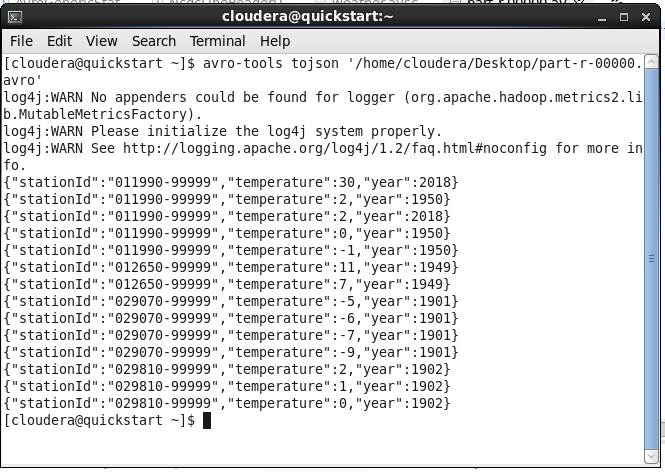 cloudera@quickstart:~
File Edit View Search Terminal Help
[cloudera@quickstart ~]$ avro-tools tojson '/home/cloudera/Desktop/part-r-00000.
avro'
log4j:WARN No appenders could be found for logger (org.apache.hadoop.metrics2.li
b.MutableMetricsFactory).
log4j:WARN Please initialize the log4j system properly.
log4j:WARN See http://logging.apache.org/log4j/1.2/faq.html#noconfig for more in
fo.
{"stationId":"011990-99999","temperature":30,"year":2018}
{"stationId":"011990-99999","temperature":2,"year":1950}
{"stationId":"011990-99999","temperature":2,"year":2018}
{"stationId":"011990-99999","temperature":0,"year":1950}
{"stationId":"011990-99999","temperature":-1,"year":1950}
{"stationId":"012650-99999","temperature":11,"year":1949}
{"stationId":"012650-99999","temperature":7,"year":1949}
{"stationId":"029070-99999","temperature":-5,"year":1901}
{"stationId":"029070-99999","temperature":-6,"year":1901}
{"stationId":"029070-99999","temperature":-7,"year":1901}
{"stationId":"029070-99999","temperature":-9,"year":1901}
{"stationId":"029810-99999","temperature":2,"year":1902}
{"stationId":"029810-99999","temperature":1,"year":1902}
{"stationId":"029810-99999","temperature":0,"year":1902}
[cloudera@quickstart ~]$